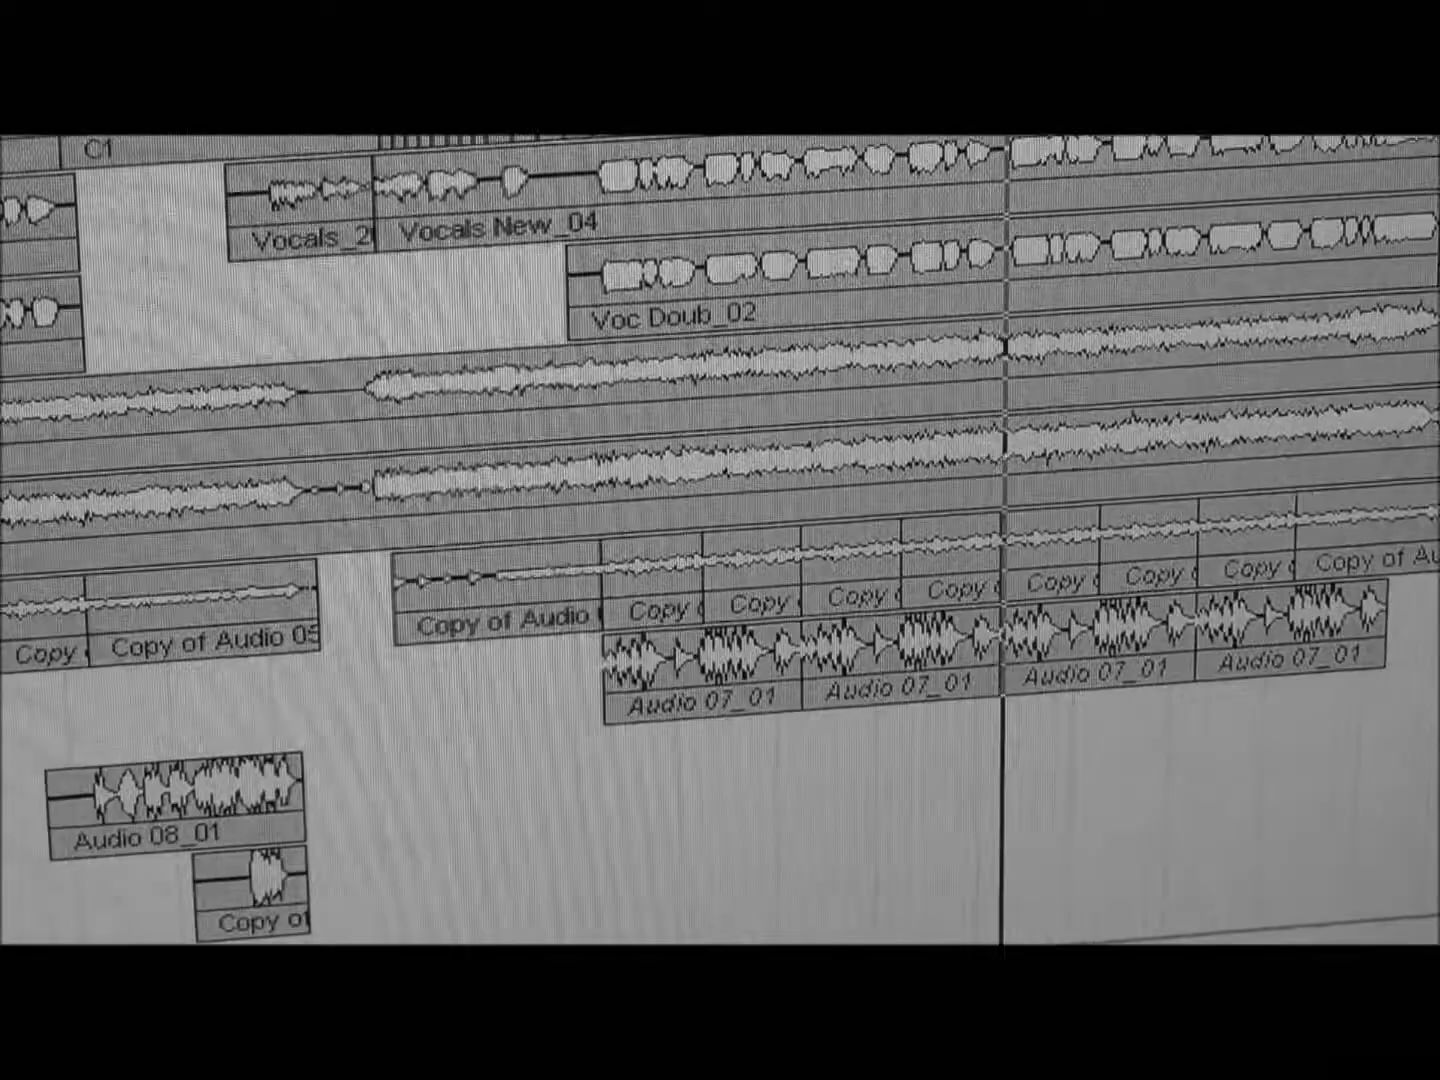 C1
Vocals_2
Vocals New_04
Voc Doub_02
Copy
Copy of Audio 05
Copy of Audio
Copy
Copy
Copy
Copy
Copy
Copy
Copy
Copy of Au
Audio 07_01
Audio 07_01
Audio 07_01
Audio 07_01
Audio 08_01
Copy of